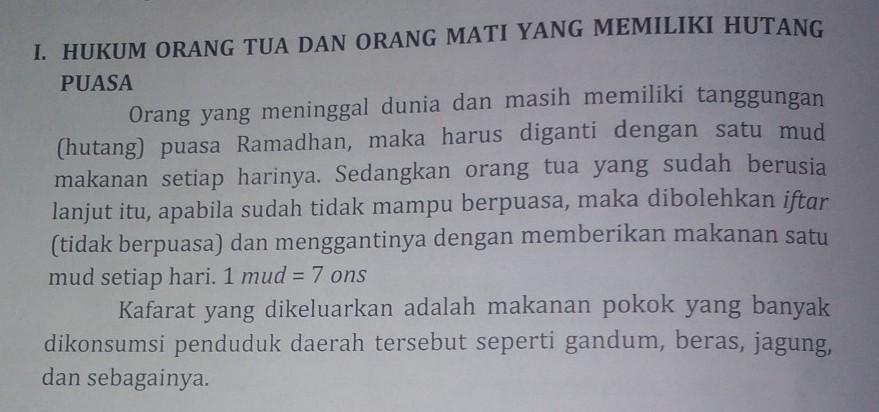 I. HUKUM ORANG TUA DAN ORANG MATI YANG MEMILIKI HUTANG
PUASA
Orang yang meninggal dunia dan masih memiliki tanggungan
(hutang) puasa Ramadhan, maka harus diganti dengan satu mud
makanan setiap harinya. Sedangkan orang tua yang sudah berusia
lanjut itu, apabila sudah tidak mampu berpuasa, maka dibolehkan iftar
(tidak berpuasa) dan menggantinya dengan memberikan makanan satu
mud setiap hari. 1 mud = 7 ons
Kafarat yang dikeluarkan adalah makanan pokok yang banyak
dikonsumsi penduduk daerah tersebut seperti gandum, beras, jagung,
dan sebagainya.